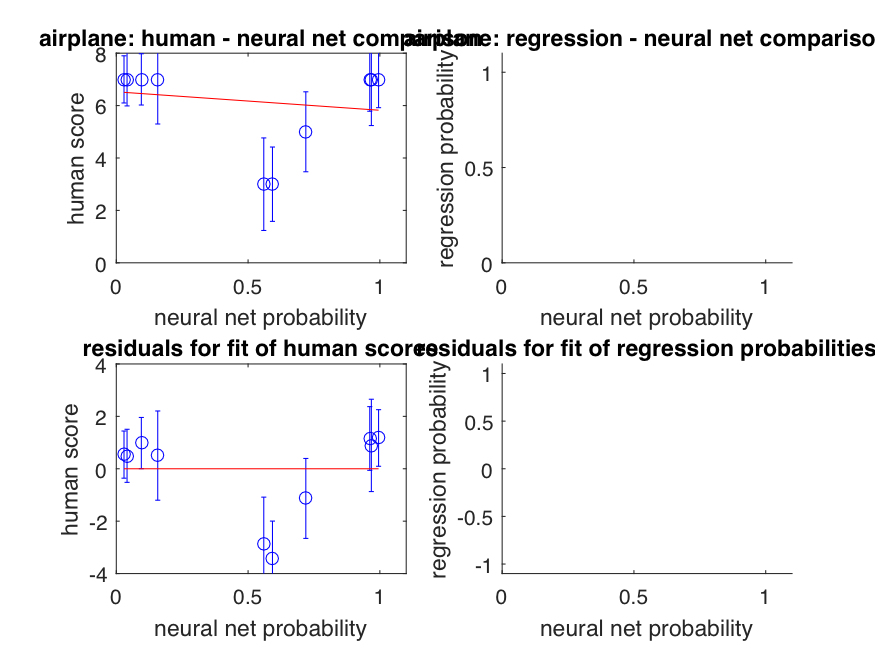 airplane: human - neural net comparison
airplane: regression - neural net compariso
human score
8
6
4
2
0
0 0.5 1
neural net probability
regression probability
1
0.5
0
0 0.5 1
neural net probability
residuals for fit of human scores
residuals for fit of regression probabilities
human score
4
2
0
-2
-4
0 0.5 1
neural net probability
regression probability
1
0.5
0
-0.5
-1
0 0.5 1
neural net probability